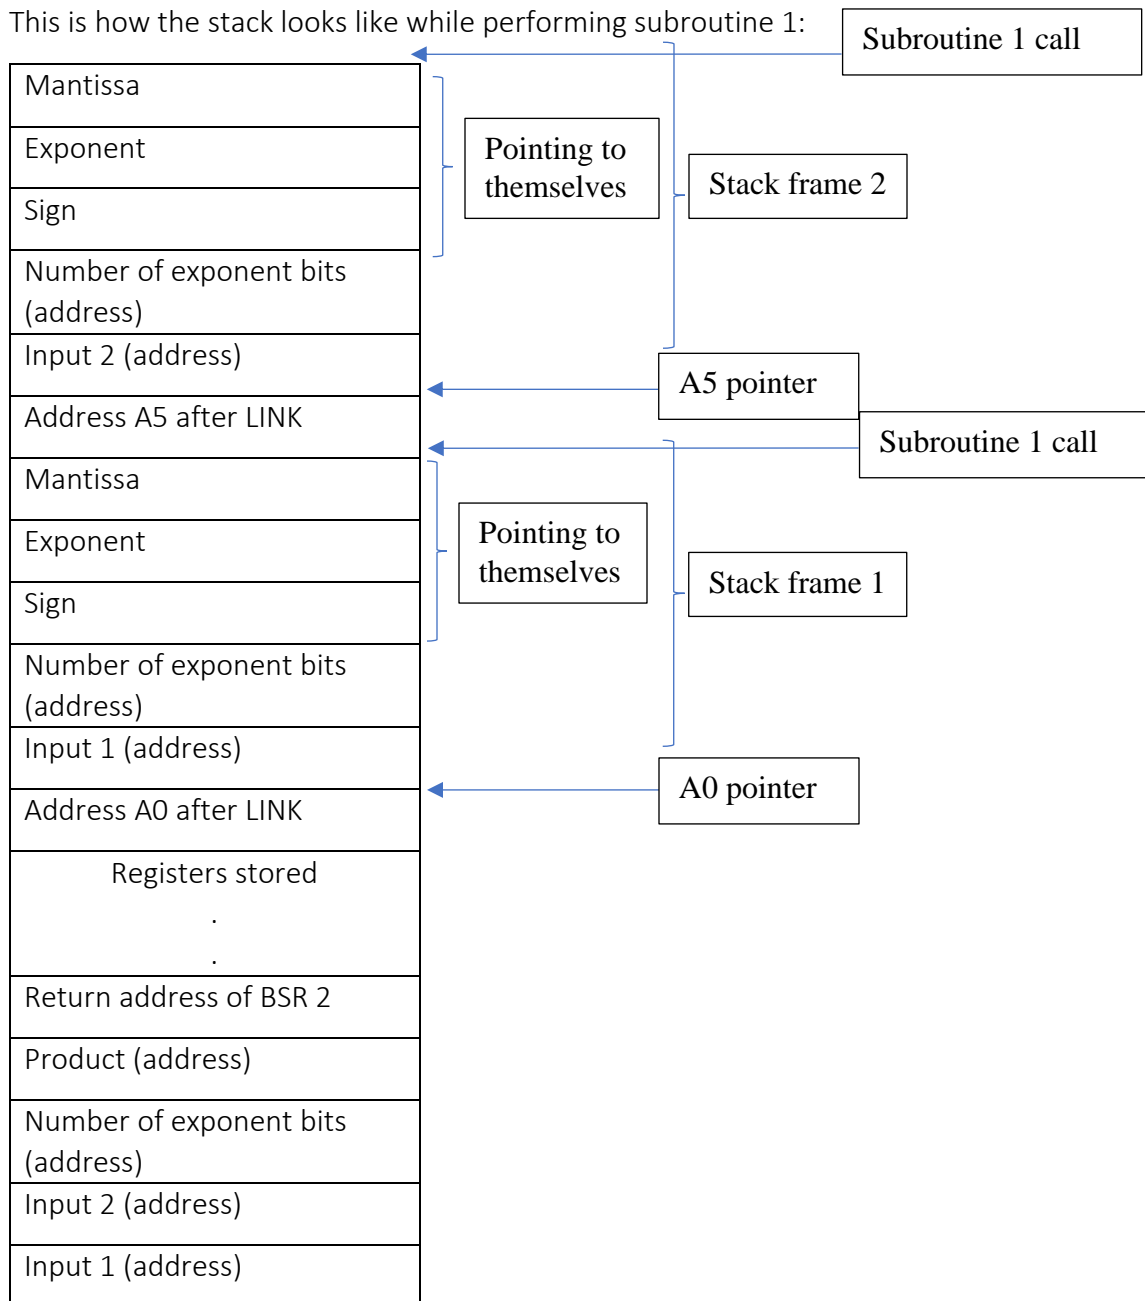 This is how the stack looks like while performing subroutine 1:
Subroutine 1 call
Mantissa
Exponent
Pointing to
themselves
Stack frame 2
Sign
Number of exponent bits
(address)
Input 2 (address)
A5 pointer
Address A5 after LINK
Subroutine 1 call
Mantissa
Exponent
Pointing to
themselves
Stack frame 1
Sign
Number of exponent bits
(address)
Input 1 (address)
A0 pointer
Address A0 after LINK
Registers stored
.
.
Return address of BSR 2
Product (address)
Number of exponent bits
(address)
Input 2 (address)
Input 1 (address)